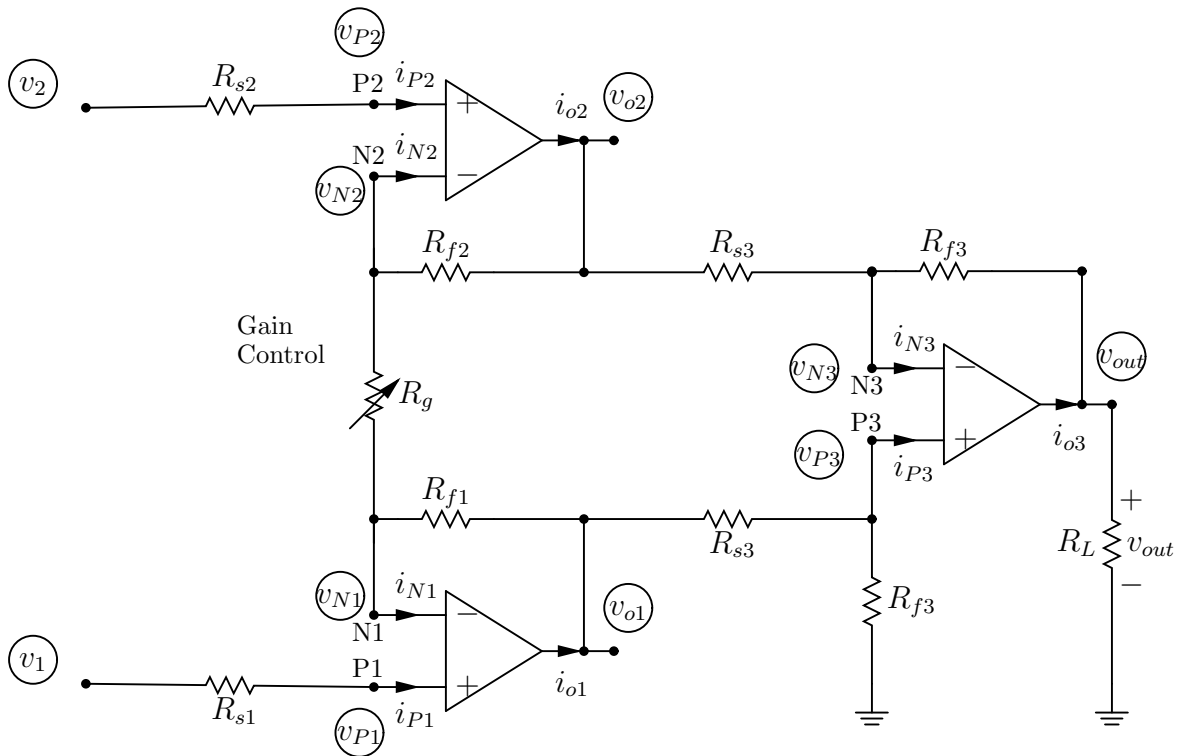 v_{P2}
v_2
R_{s2}
P2
i_{P2}
+
i_{o2}
v_{o2}
N2
i_{N2}
−
v_{N2}
R_{f2}
R_{s3}
R_{f3}
Gain
Control
R_g
v_{N3}
i_{N3}
N3
−
v_{out}
P3
v_{P3}
i_{P3}
+
i_{o3}
R_{f1}
R_{s3}
+
R_L
v_{out}
−
R_{f3}
v_{N1}
i_{N1}
N1
−
v_{o1}
v_1
P1
+
i_{o1}
R_{s1}
i_{P1}
v_{P1}